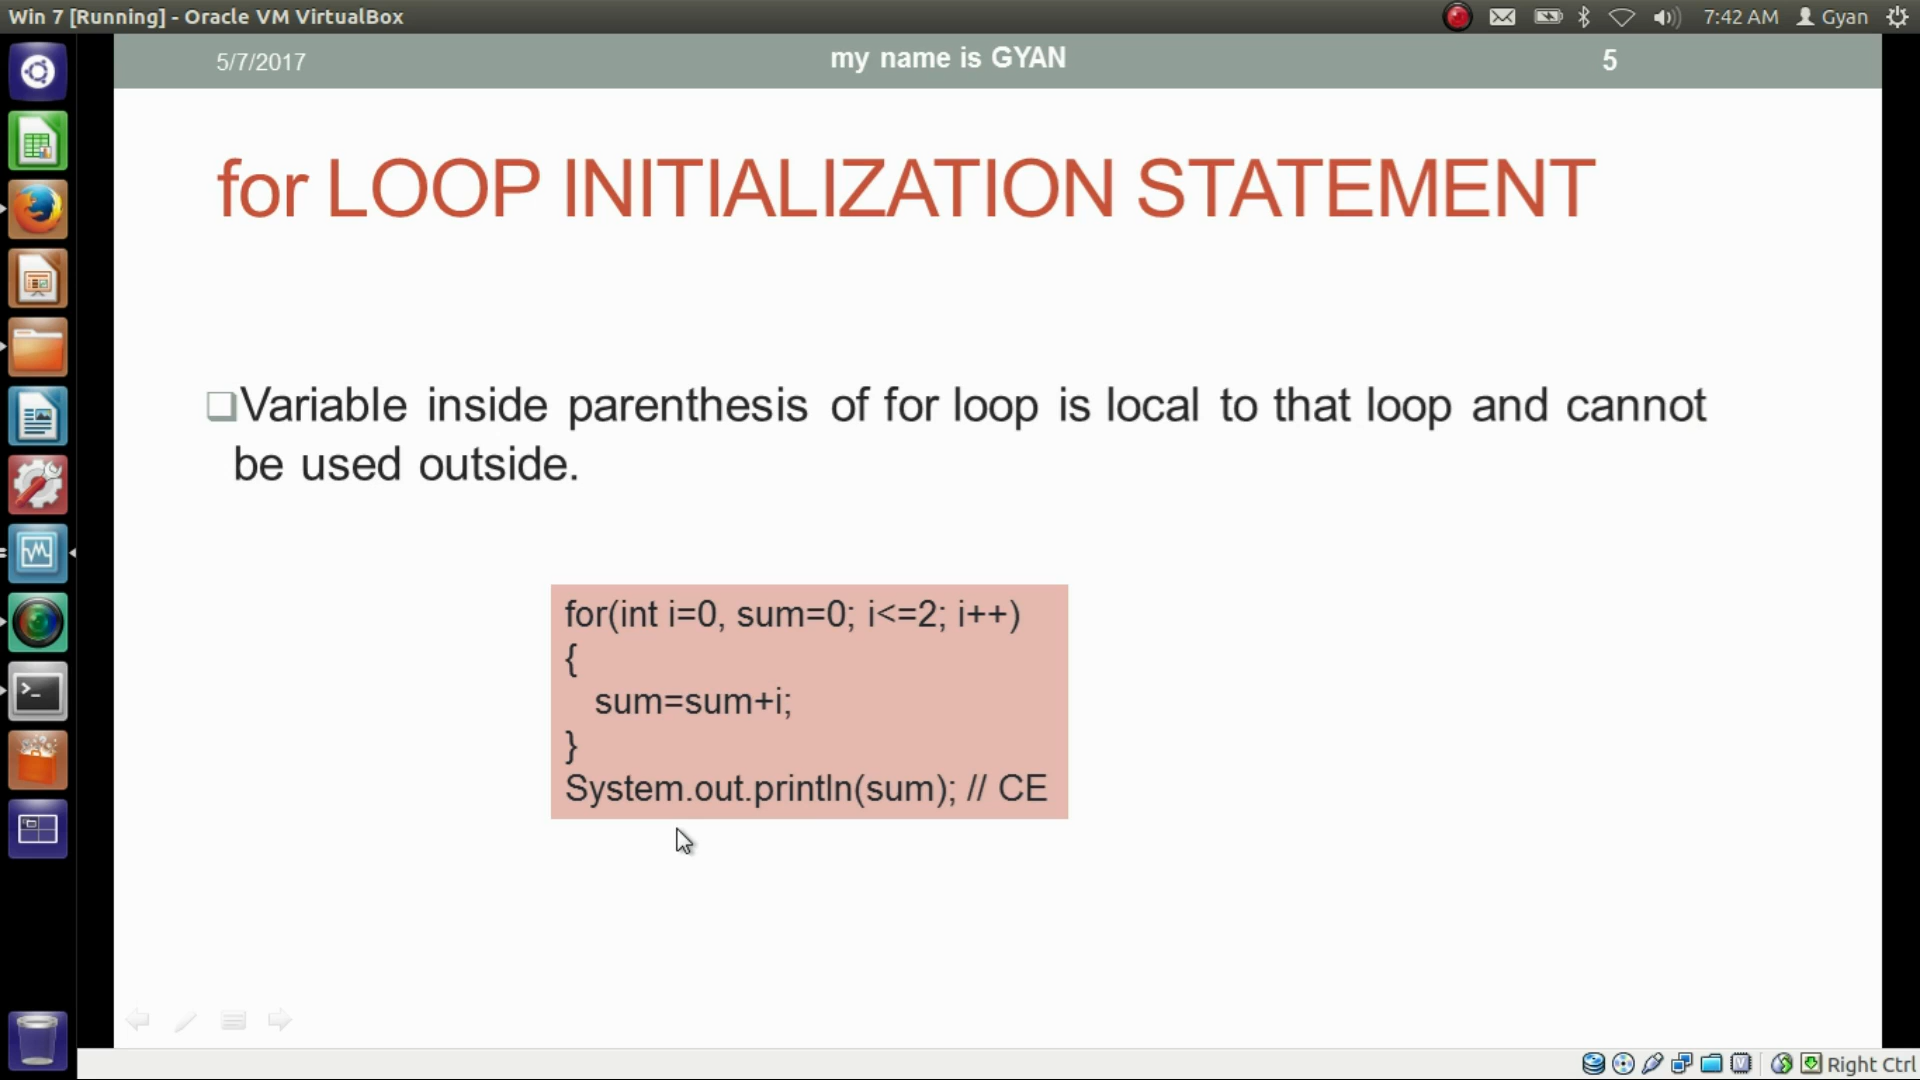 Win 7 [Running] - Oracle VM VirtualBox
7:42 AM Gyan
5/7/2017
my name is GYAN
5
for LOOP INITIALIZATION STATEMENT
Variable inside parenthesis of for loop is local to that loop and cannot
be used outside.
for(int i=0, sum=0; i<=2; i++)
{
sum=sum+i;
}
System.out.println(sum); // CE
Right Ctrl